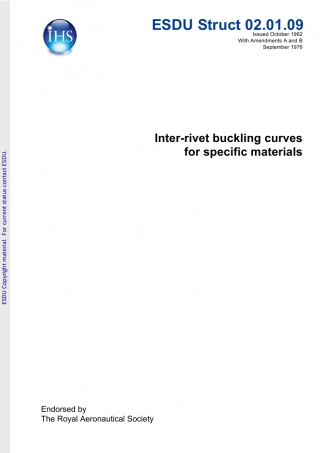 IHS
ESDU Struct 02.01.09
Issued October 1962
With Amendments A and B
September 1976
Inter-rivet buckling curves
for specific materials
ESDU Copyright material. For current status contact ESDU.
Endorsed by
The Royal Aeronautical Society